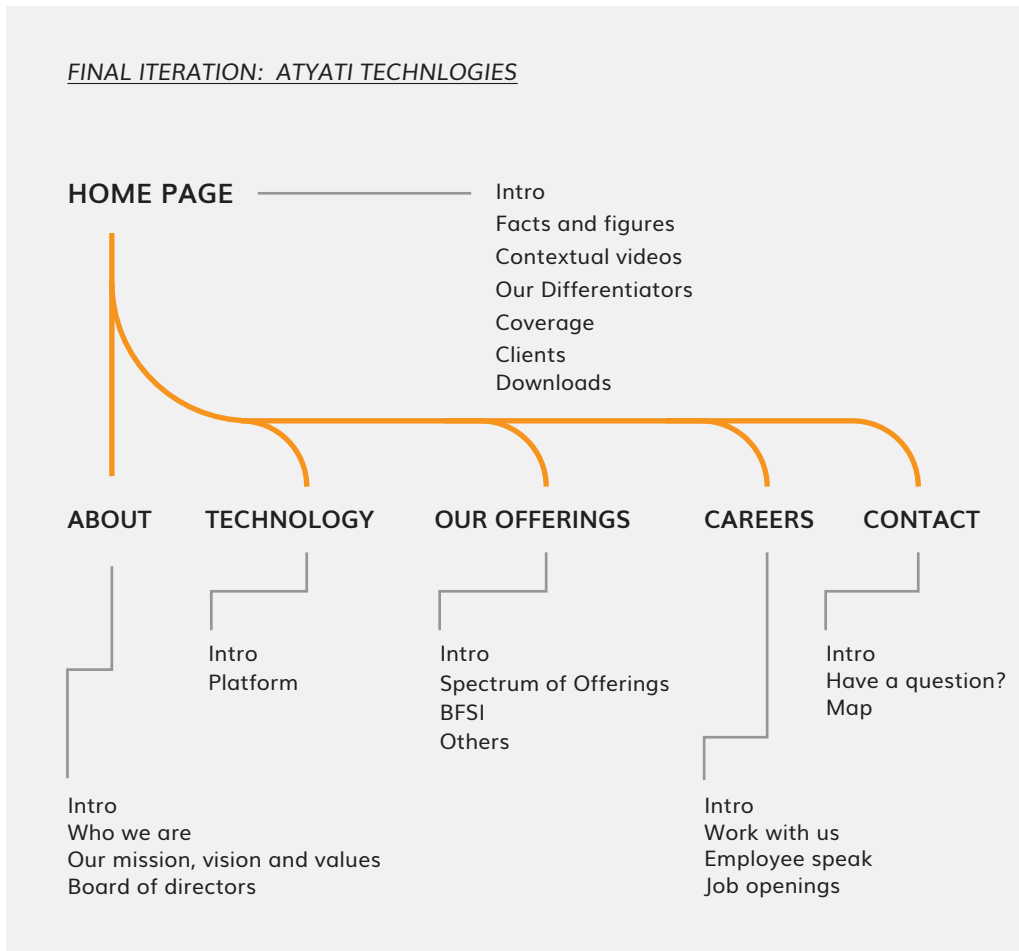 FINAL ITERATION:  ATYATI TECHNLOGIES
HOME PAGE
Intro
Facts and figures
Contextual videos
Our Differentiators
Coverage
Clients
Downloads
ABOUT
TECHNOLOGY
OUR OFFERINGS
CAREERS
CONTACT
Intro
Platform
Intro
Spectrum of Offerings
BFSI
Others
Intro
Have a question?
Map
Intro
Who we are
Our mission, vision and values
Board of directors
Intro
Work with us
Employee speak
Job openings